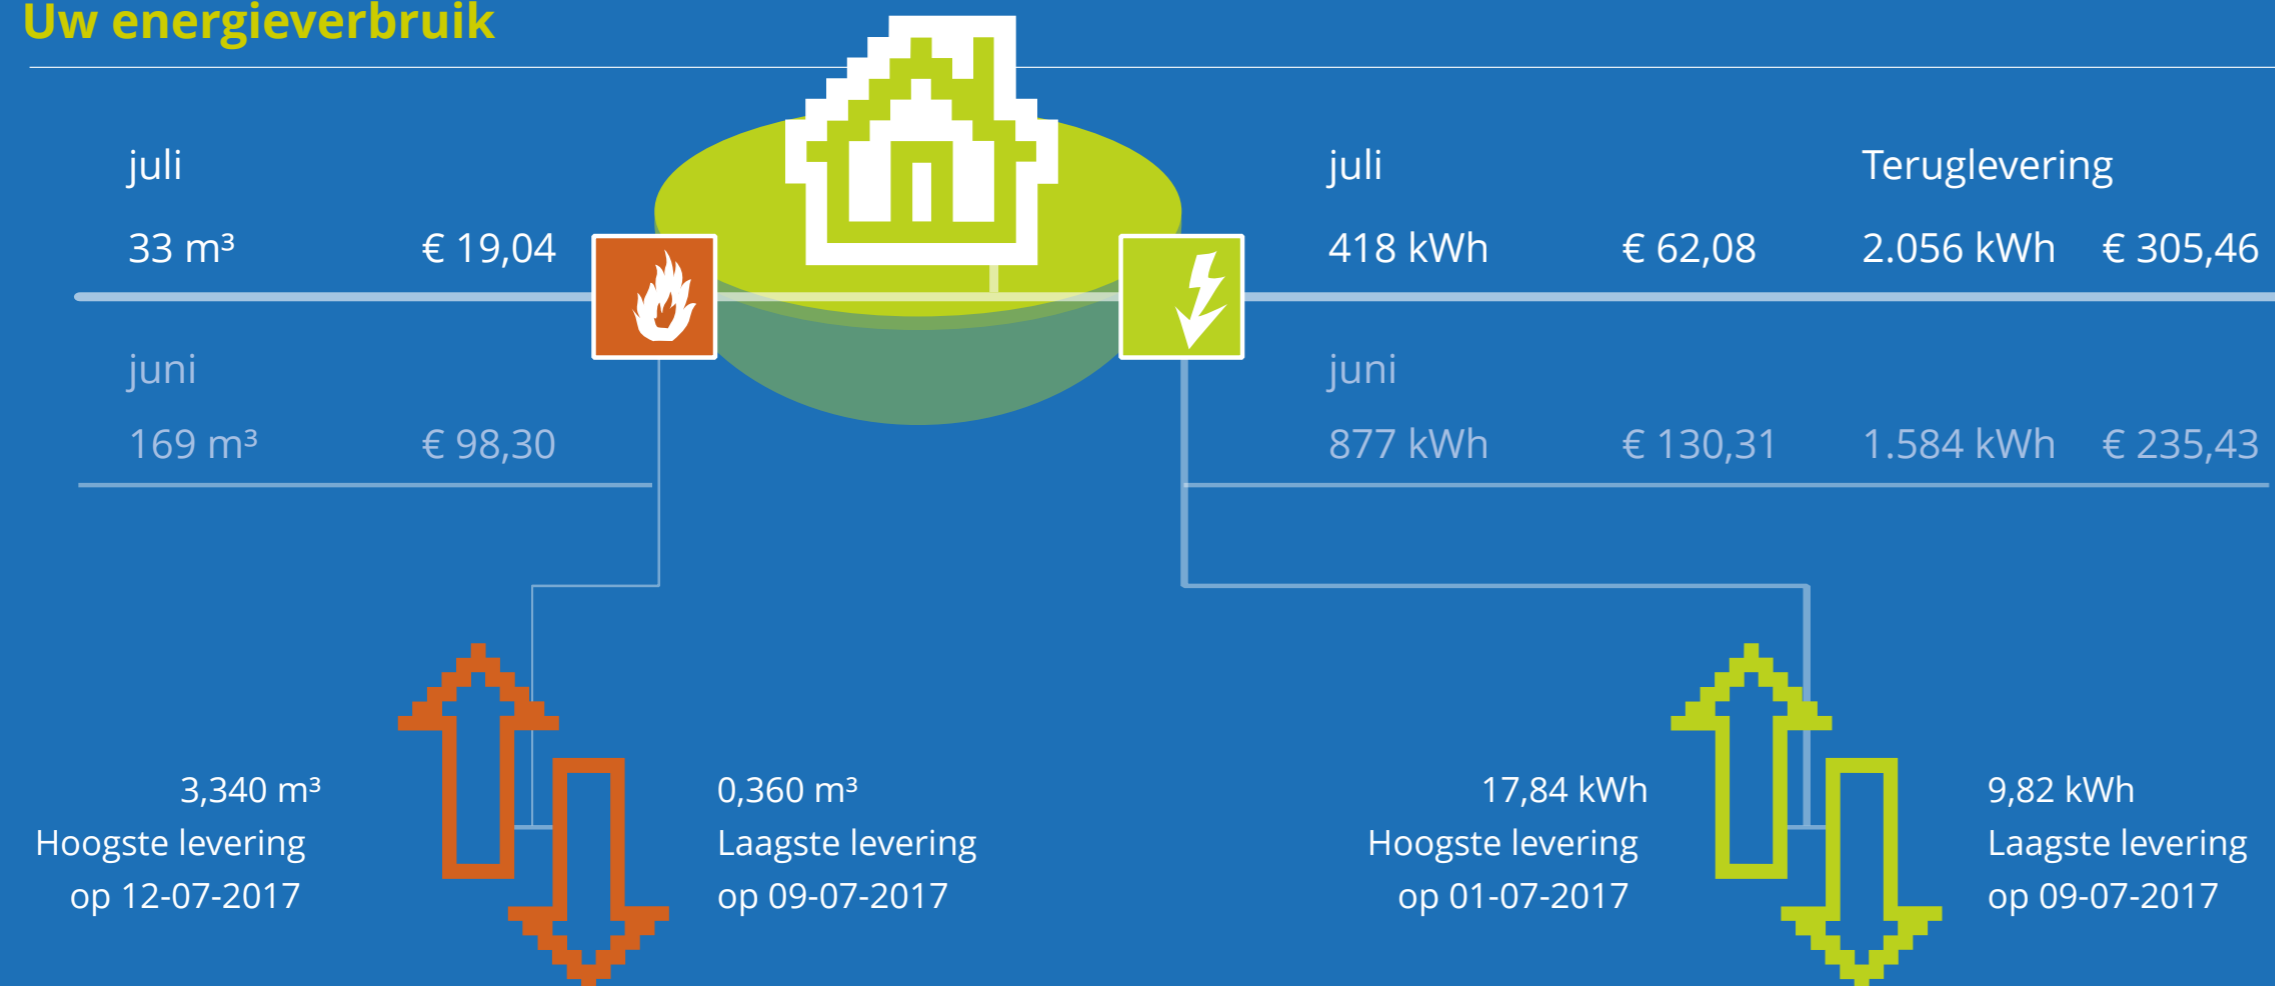 Uw energieverbruik
juli
33 m³ € 19,04
juni
169 m³ € 98,30
juli Teruglevering
418 kWh € 62,08 2.056 kWh € 305,46
juni
877 kWh € 130,31 1.584 kWh € 235,43
3,340 m³
Hoogste levering
op 12-07-2017
0,360 m³
Laagste levering
op 09-07-2017
17,84 kWh
Hoogste levering
op 01-07-2017
9,82 kWh
Laagste levering
op 09-07-2017